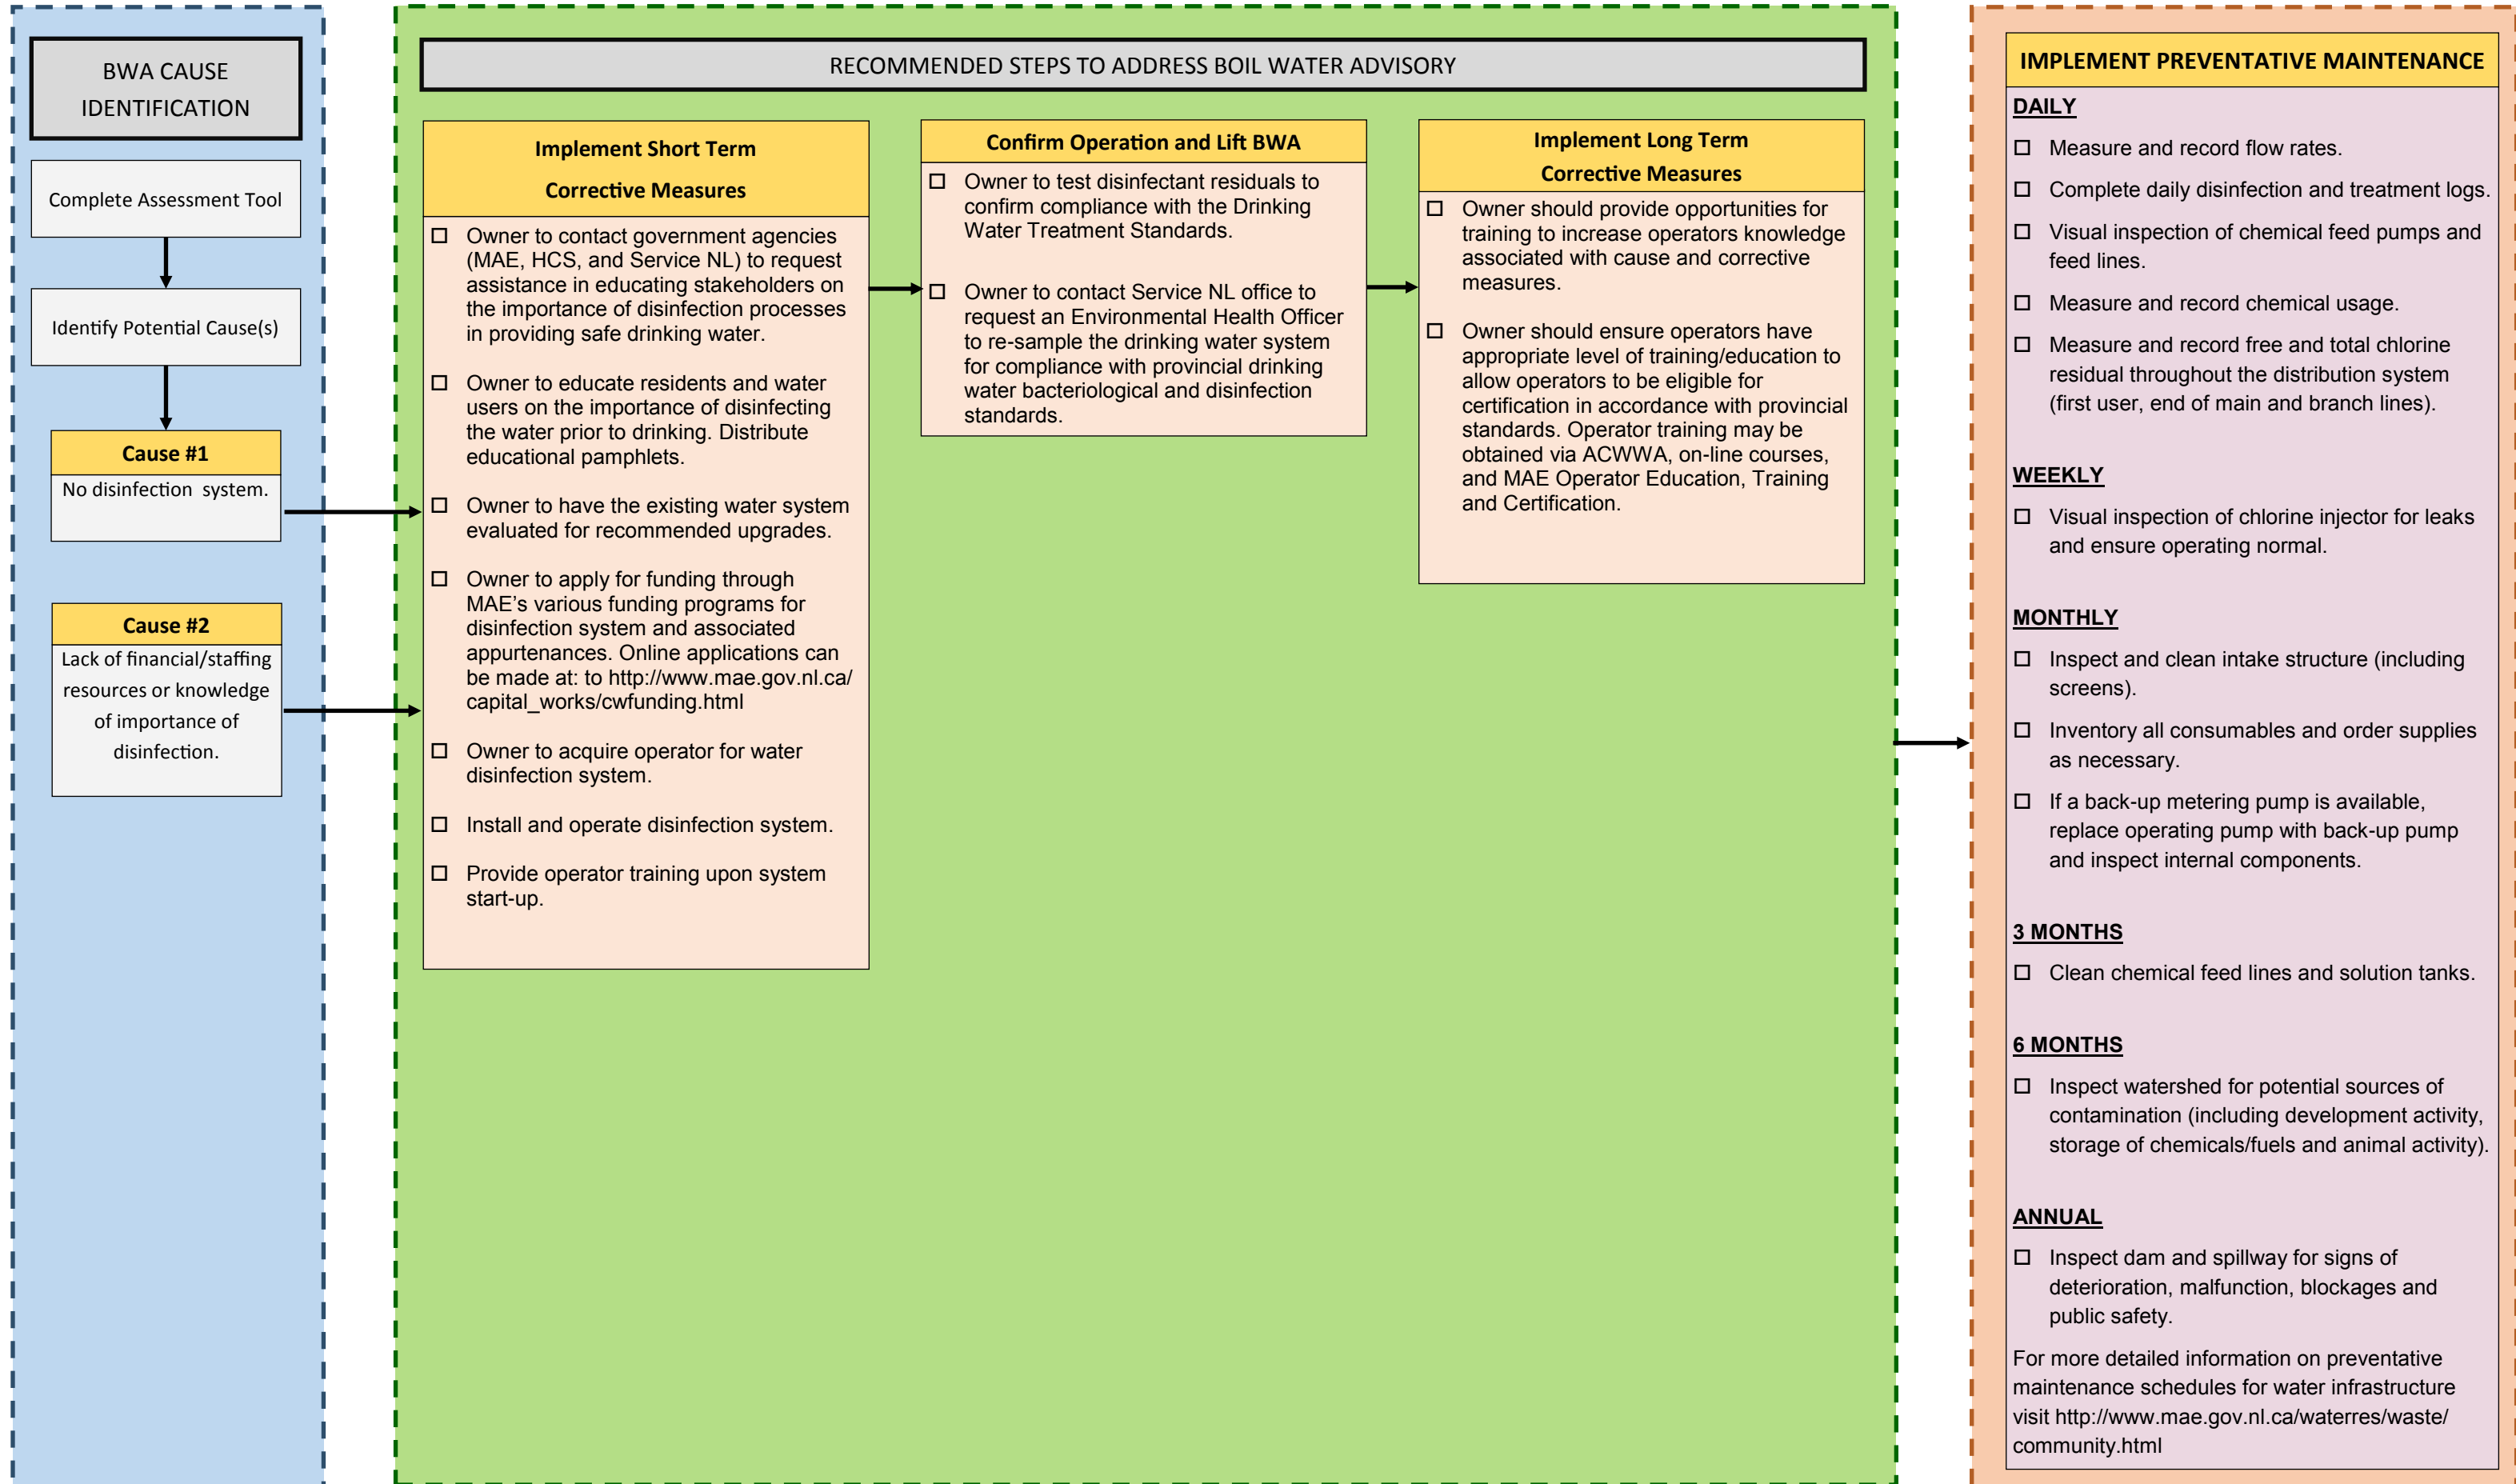 BWA CAUSE
IDENTIFICATION
Complete Assessment Tool
Identify Potential Cause(s)
Cause #1
No disinfection  system.
Cause #2
Lack of financial/staffing
resources or knowledge
of importance of
disinfection.
RECOMMENDED STEPS TO ADDRESS BOIL WATER ADVISORY
Implement Short Term
Corrective Measures
☐ Owner to contact government agencies
(MAE, HCS, and Service NL) to request
assistance in educating stakeholders on
the importance of disinfection processes
in providing safe drinking water.
☐ Owner to educate residents and water
users on the importance of disinfecting
the water prior to drinking. Distribute
educational pamphlets.
☐ Owner to have the existing water system
evaluated for recommended upgrades.
☐ Owner to apply for funding through
MAE’s various funding programs for
disinfection system and associated
appurtenances. Online applications can
be made at: to http://www.mae.gov.nl.ca/
capital_works/cwfunding.html
☐ Owner to acquire operator for water
disinfection system.
☐ Install and operate disinfection system.
☐ Provide operator training upon system
start-up.
Confirm Operation and Lift BWA
☐ Owner to test disinfectant residuals to
confirm compliance with the Drinking
Water Treatment Standards.
☐ Owner to contact Service NL office to
request an Environmental Health Officer
to re-sample the drinking water system
for compliance with provincial drinking
water bacteriological and disinfection
standards.
Implement Long Term
Corrective Measures
☐ Owner should provide opportunities for
training to increase operators knowledge
associated with cause and corrective
measures.
☐ Owner should ensure operators have
appropriate level of training/education to
allow operators to be eligible for
certification in accordance with provincial
standards. Operator training may be
obtained via ACWWA, on-line courses,
and MAE Operator Education, Training
and Certification.
IMPLEMENT PREVENTATIVE MAINTENANCE
DAILY
☐ Measure and record flow rates.
☐ Complete daily disinfection and treatment logs.
☐ Visual inspection of chemical feed pumps and
feed lines.
☐ Measure and record chemical usage.
☐ Measure and record free and total chlorine
residual throughout the distribution system
(first user, end of main and branch lines).
WEEKLY
☐ Visual inspection of chlorine injector for leaks
and ensure operating normal.
MONTHLY
☐ Inspect and clean intake structure (including
screens).
☐ Inventory all consumables and order supplies
as necessary.
☐ If a back-up metering pump is available,
replace operating pump with back-up pump
and inspect internal components.
3 MONTHS
☐ Clean chemical feed lines and solution tanks.
6 MONTHS
☐ Inspect watershed for potential sources of
contamination (including development activity,
storage of chemicals/fuels and animal activity).
ANNUAL
☐ Inspect dam and spillway for signs of
deterioration, malfunction, blockages and
public safety.
For more detailed information on preventative
maintenance schedules for water infrastructure
visit http://www.mae.gov.nl.ca/waterres/waste/
community.html